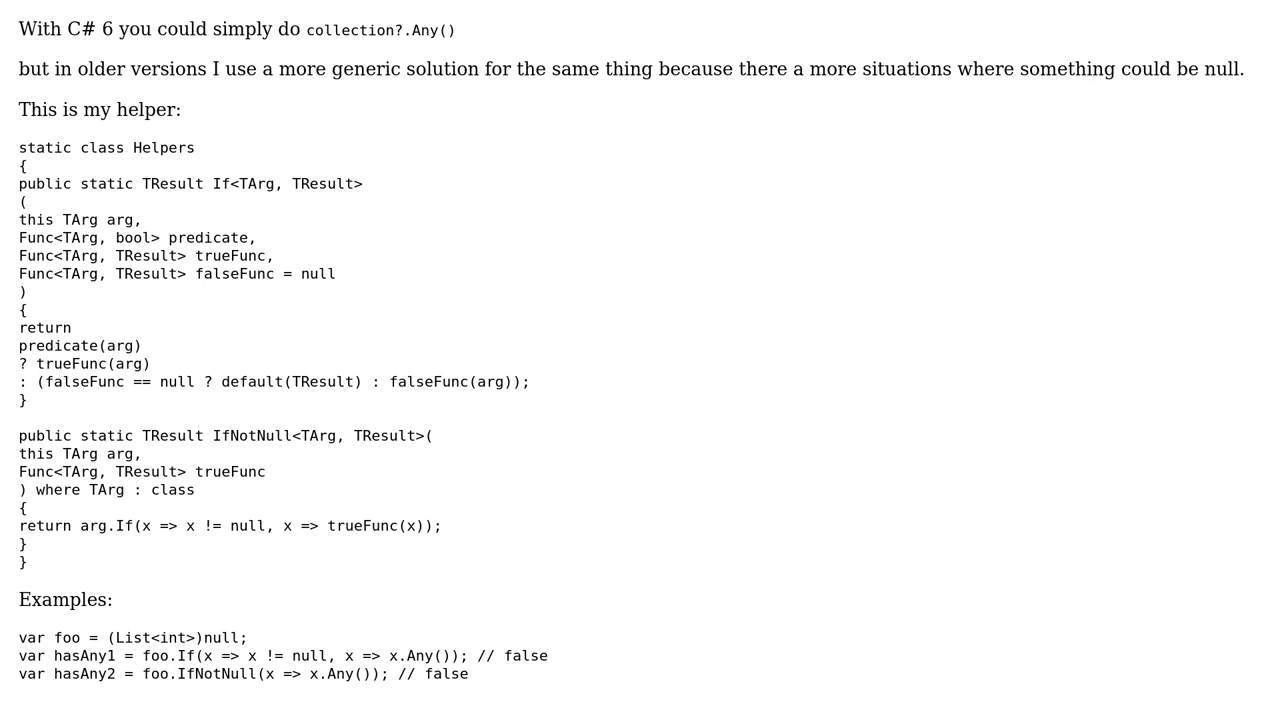 With C# 6 you could simply do collection?.Any()
but in older versions I use a more generic solution for the same thing because there a more situations where something could be null.
This is my helper:
static class Helpers
{
public static TResult If<TArg, TResult>
(
this TArg arg,
Func<TArg, bool> predicate,
Func<TArg, TResult> trueFunc,
Func<TArg, TResult> falseFunc = null
)
{
return
predicate(arg)
? trueFunc(arg)
: (falseFunc == null ? default(TResult) : falseFunc(arg));
}
public static TResult IfNotNull<TArg, TResult>(
this TArg arg,
Func<TArg, TResult> trueFunc
) where TArg : class
{
return arg.If(x => x != null, x => trueFunc(x));
}
}
Examples:
var foo = (List<int>)null;
var hasAny1 = foo.If(x => x != null, x => x.Any()); // false
var hasAny2 = foo.IfNotNull(x => x.Any()); // false